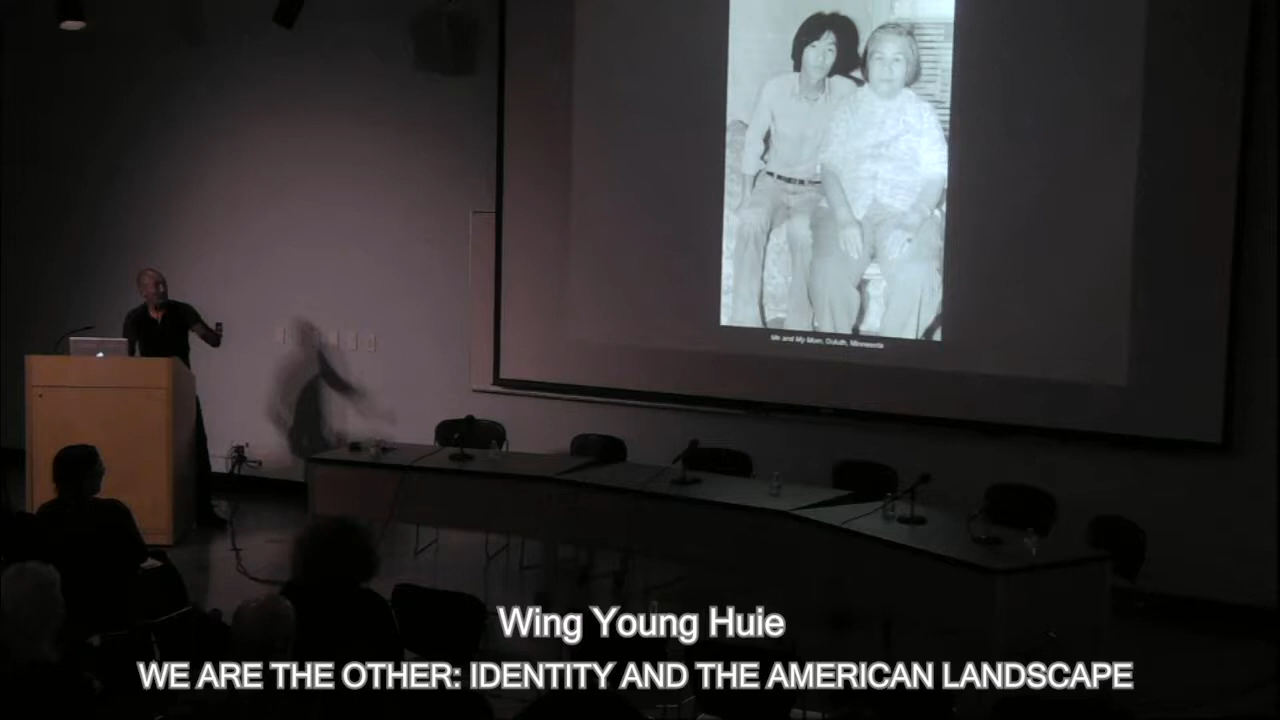 Me and My Mom, Duluth, Minnesota
Wing Young Huie
WE ARE THE OTHER: IDENTITY AND THE AMERICAN LANDSCAPE